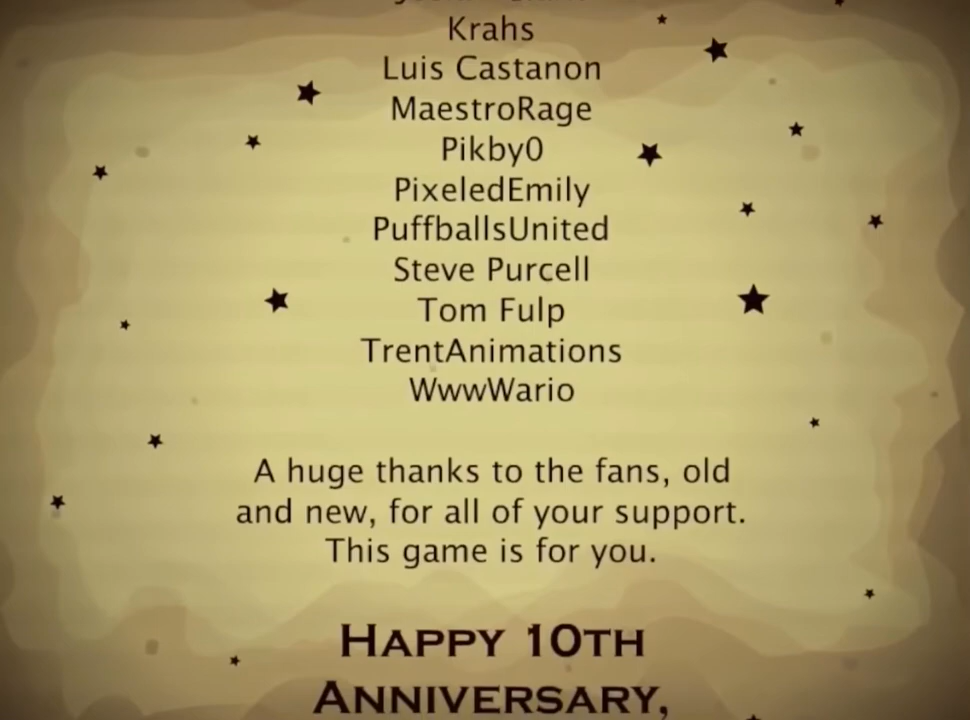 Krahs
Luis Castanon
MaestroRage
Pikby0
PixeledEmily
PuffballsUnited
Steve Purcell
Tom Fulp
TrentAnimations
WwwWario
A huge thanks to the fans, old
and new, for all of your support.
This game is for you.
HAPPY 10TH
ANNIVERSARY,